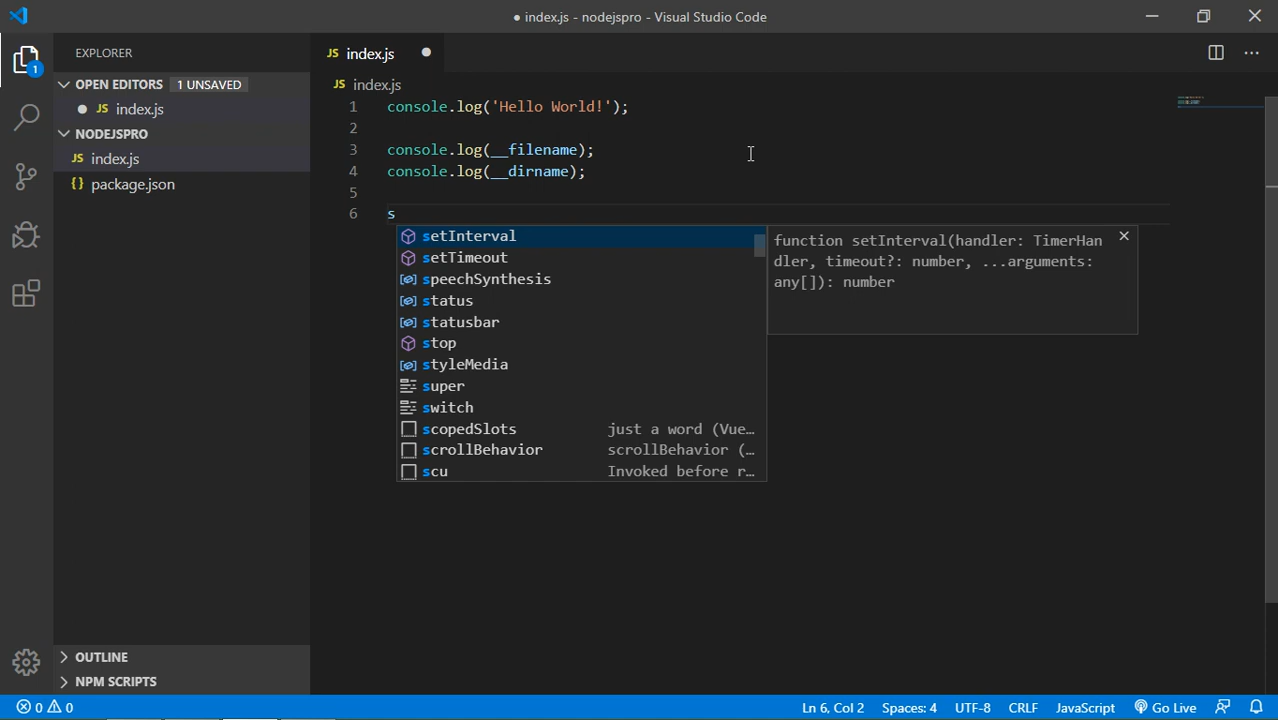 ● index.js - nodejspro - Visual Studio Code
EXPLORER
OPEN EDITORS 1 UNSAVED
JS index.js
NODEJSPRO
JS index.js
{} package.json
OUTLINE
NPM SCRIPTS
1
JS index.js
JS index.js
1 console.log('Hello World!');
2
3 console.log(__filename);
4 console.log(__dirname);
5
6 s
setInterval
setTimeout
speechSynthesis
status
statusbar
stop
styleMedia
super
switch
scopedSlots just a word (Vue…
scrollBehavior scrollBehavior (…
scu Invoked before r…
function setInterval(handler: TimerHan
dler, timeout?: number, ...arguments:
any[]): number
0 0 Ln 6, Col 2 Spaces: 4 UTF-8 CRLF JavaScript Go Live